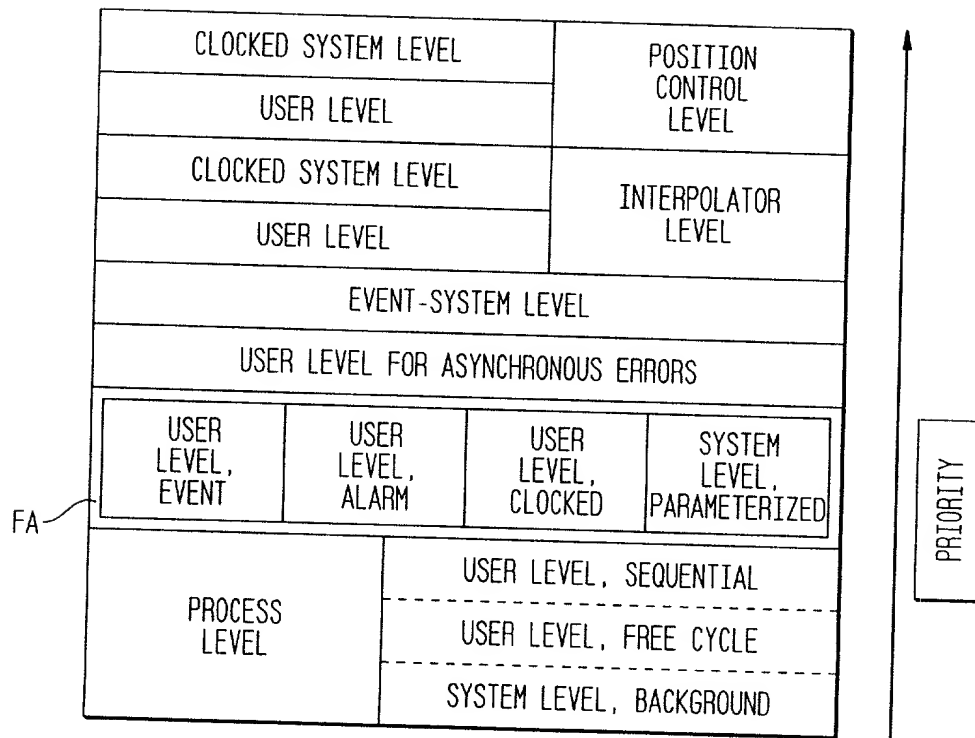 CLOCKED SYSTEM LEVEL
USER LEVEL
POSITION
CONTROL
LEVEL
CLOCKED SYSTEM LEVEL
USER LEVEL
INTERPOLATOR
LEVEL
EVENT-SYSTEM LEVEL
USER LEVEL FOR ASYNCHRONOUS ERRORS
USER
LEVEL,
EVENT
USER
LEVEL,
ALARM
USER
LEVEL,
CLOCKED
SYSTEM
LEVEL,
PARAMETERIZED
FA
PROCESS
LEVEL
USER LEVEL, SEQUENTIAL
USER LEVEL, FREE CYCLE
SYSTEM LEVEL, BACKGROUND
PRIORITY